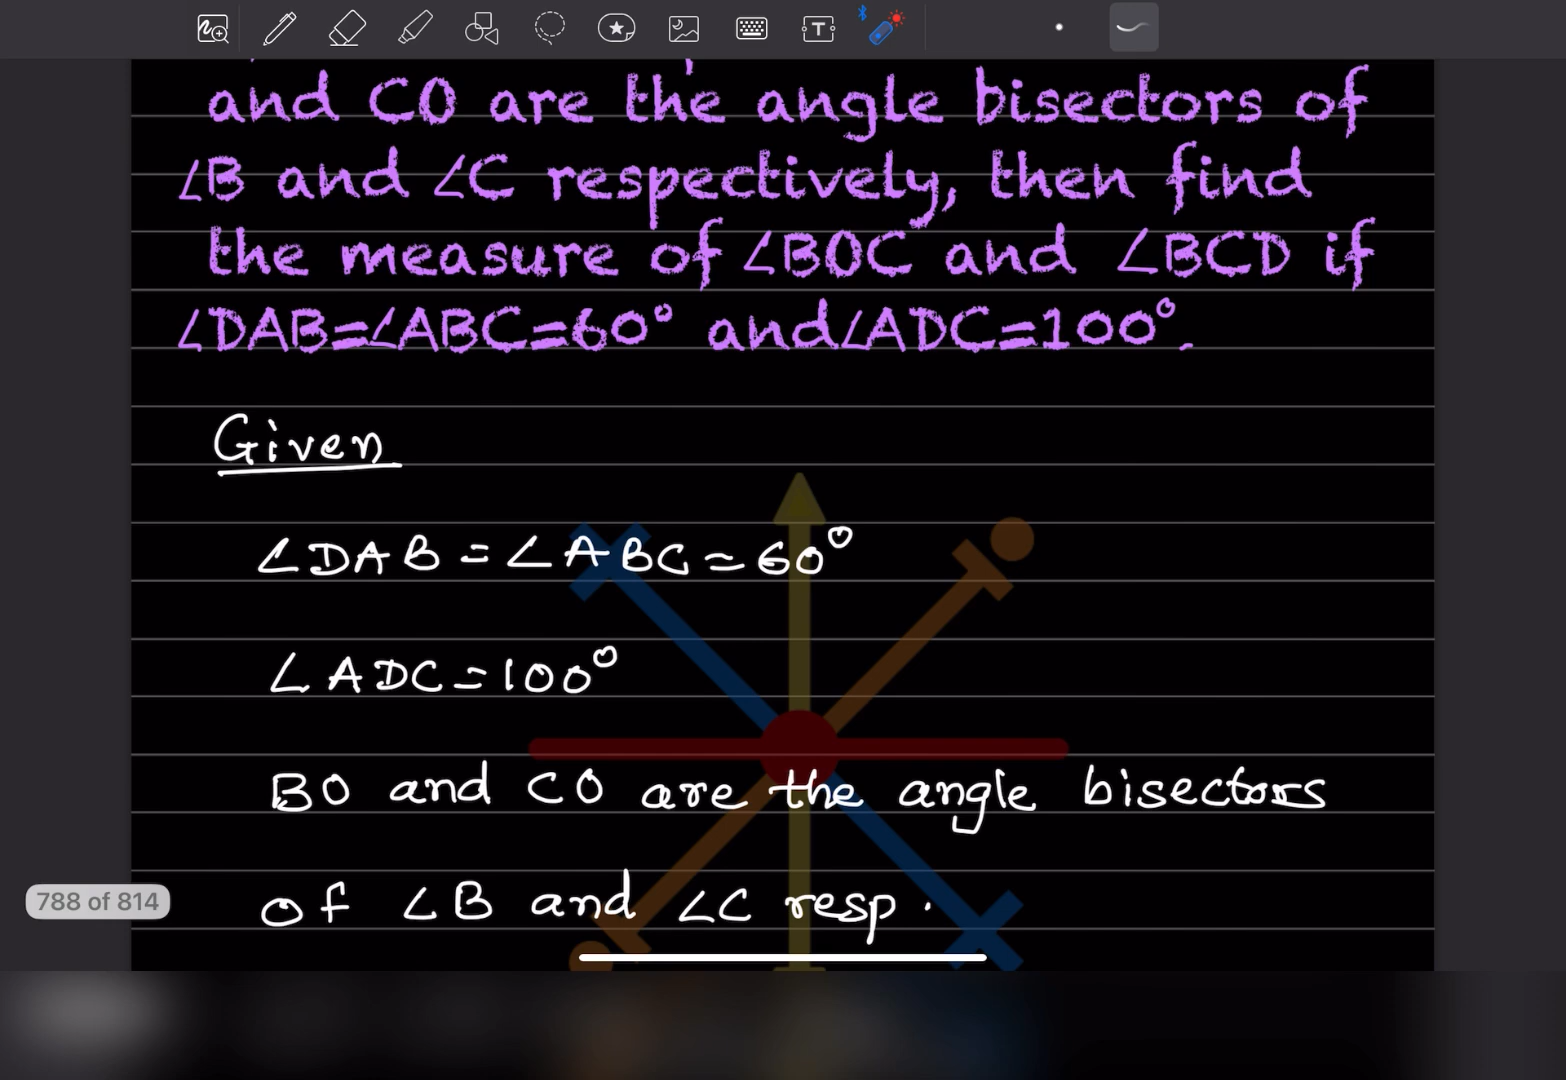 and CO are the angle bisectors of
∠B and ∠C respectively, then find
the measure of ∠BOC and ∠BCD if
∠DAB=∠ABC=60° and∠ADC=100°.
Given
∠DAB=∠ABC=60°
∠ADC=100°
BO and CO are the angle bisectors
of ∠B and ∠C resp.
788 of 814